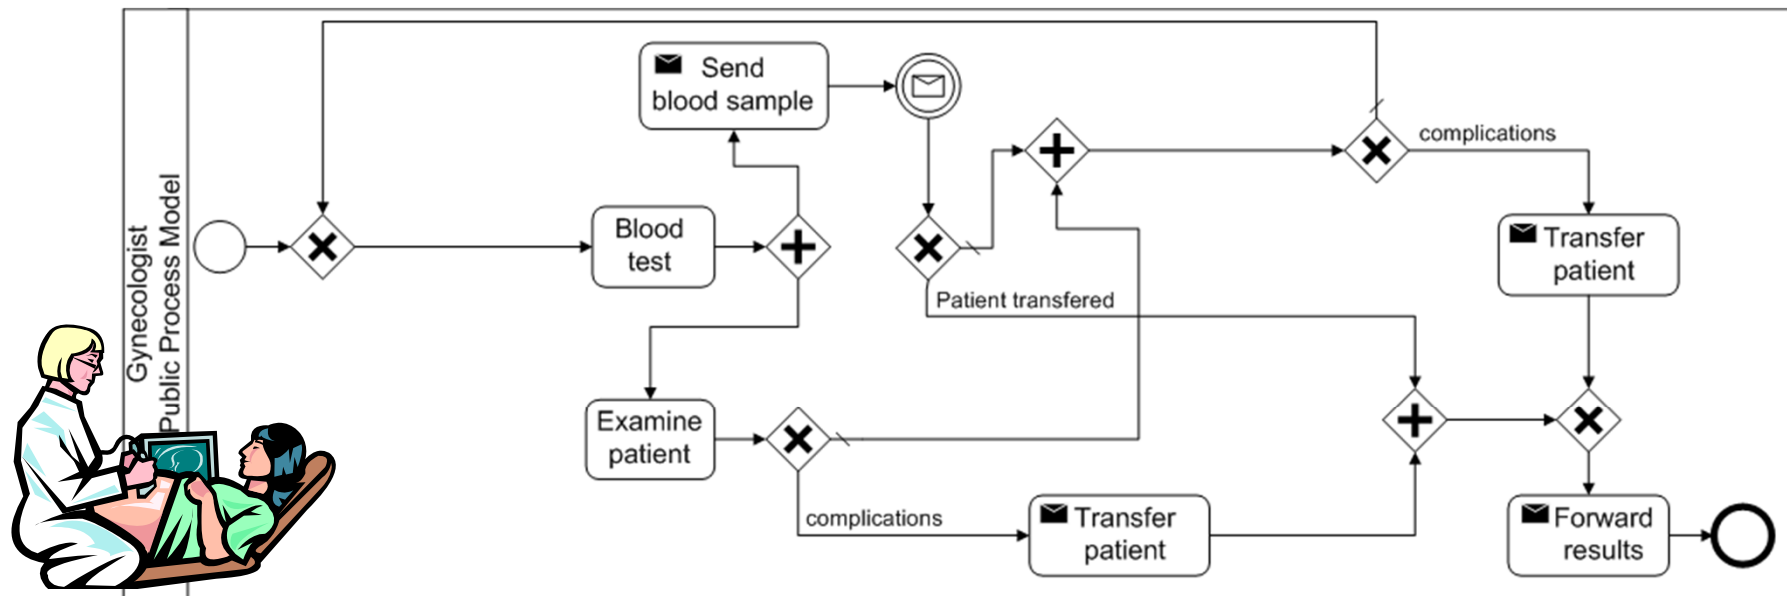 Gynecologist
Public Process Model
Send
blood sample
complications
Blood
test
Transfer
patient
Patient transfered
Examine
patient
complications
Transfer
patient
Forward
results